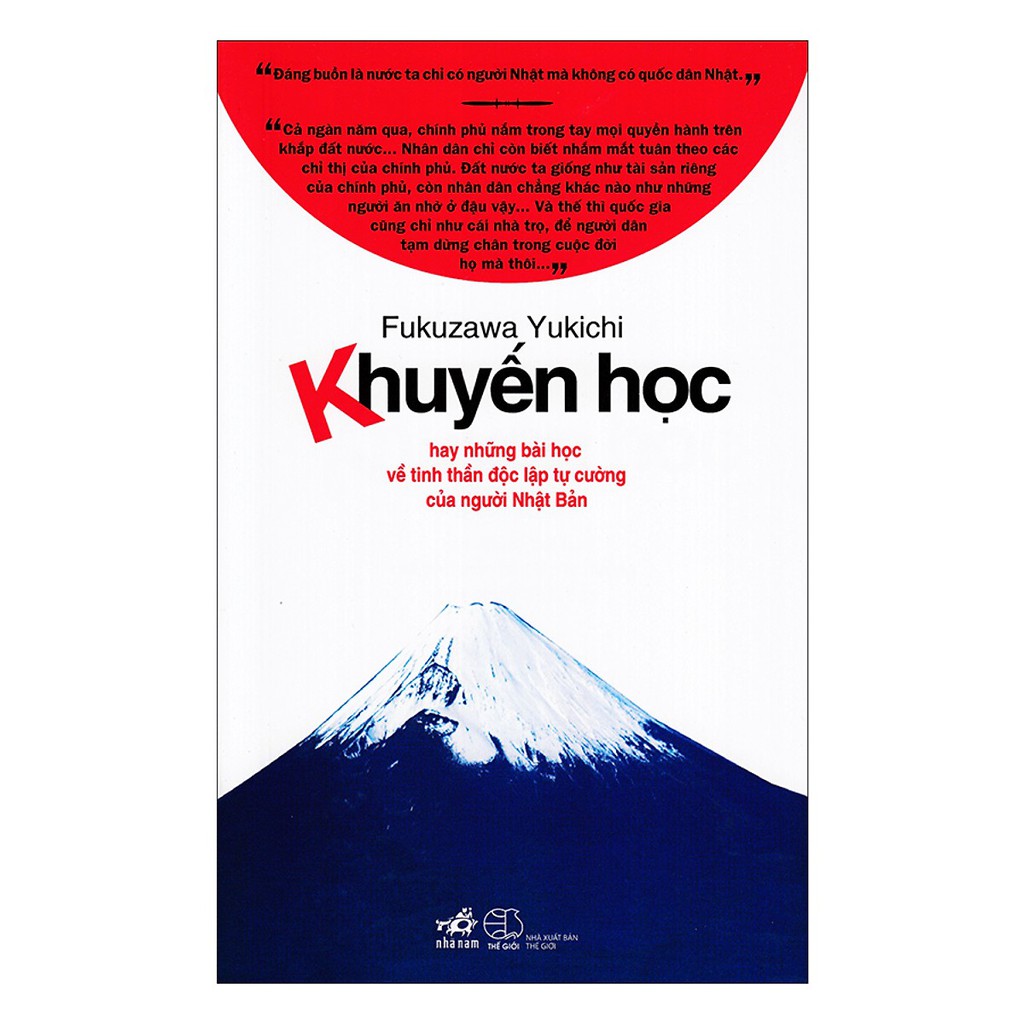 “Đáng buồn là nước ta chỉ có người Nhật mà không có quốc dân Nhật.”
“Cả ngàn năm qua, chính phủ nắm trong tay mọi quyền hành trên
khắp đất nước... Nhân dân chỉ còn biết nhắm mắt tuân theo các
chỉ thị của chính phủ. Đất nước ta giống như tài sản riêng
của chính phủ, còn nhân dân chẳng khác nào như những
người ăn nhờ ở đậu vậy... Và thế thì quốc gia
cũng chỉ như cái nhà trọ, để người dân
tạm dừng chân trong cuộc đời
họ mà thôi...”
Fukuzawa Yukichi
Khuyến học
hay những bài học
về tinh thần độc lập tự cường
của người Nhật Bản
nhã nam
THẾ GIỚI
NHÀ XUẤT BẢN
THẾ GIỚI